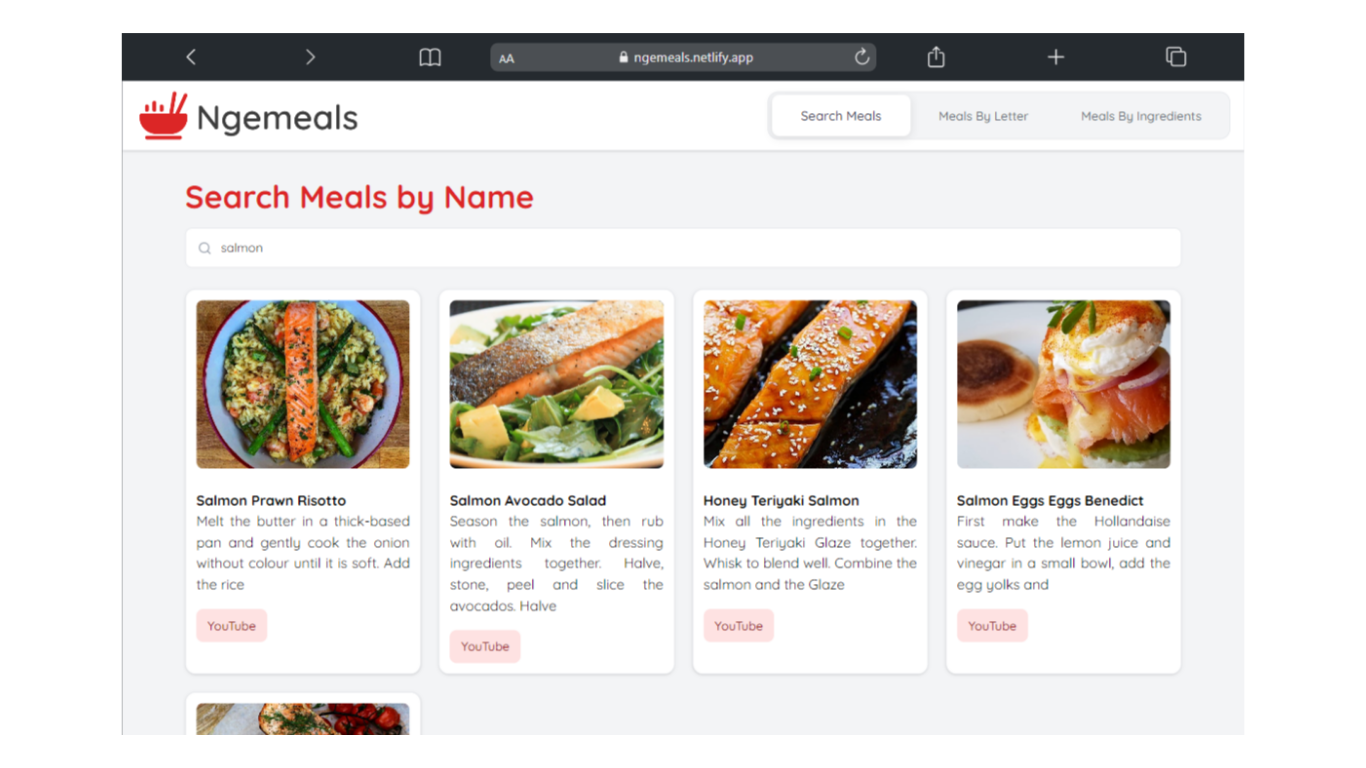 AA
ngemeals.netlify.app
Ngemeals
Search Meals
Meals By Letter
Meals By Ingredients
Search Meals by Name
salmon
Salmon Prawn Risotto
Melt the butter in a thick-based
pan and gently cook the onion
without colour until it is soft. Add
the rice
YouTube
Salmon Avocado Salad
Season the salmon, then rub
with oil. Mix the dressing
ingredients together. Halve,
stone, peel and slice the
avocados. Halve
YouTube
Honey Teriyaki Salmon
Mix all the ingredients in the
Honey Teriyaki Glaze together.
Whisk to blend well. Combine the
salmon and the Glaze
YouTube
Salmon Eggs Eggs Benedict
First make the Hollandaise
sauce. Put the lemon juice and
vinegar in a small bowl, add the
egg yolks and
YouTube